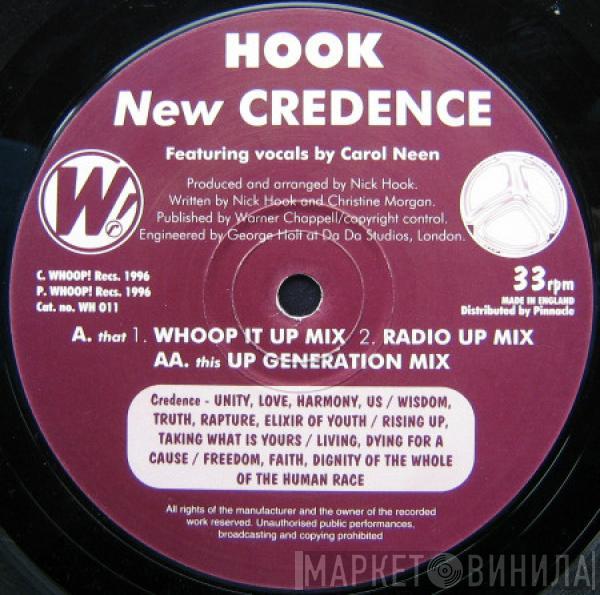 HOOK
New CREDENCE
Featuring vocals by Carol Neen
Produced and arranged by Nick Hook.
Written by Nick Hook and Christine Morgan.
Published by Warner Chappell/copyright control.
Engineered by George Holt at Da Da Studios, London.
W!
r
C. WHOOP! Recs. 1996
P. WHOOP! Recs. 1996
Cat. no. WH 011
33rpm
MADE IN ENGLAND
Distributed by Pinnacle
A. that 1. WHOOP IT UP MIX 2. RADIO UP MIX
AA. this UP GENERATION MIX
Credence - UNITY, LOVE, HARMONY, US / WISDOM,
TRUTH, RAPTURE, ELIXIR OF YOUTH / RISING UP,
TAKING WHAT IS YOURS / LIVING, DYING FOR A
CAUSE / FREEDOM, FAITH, DIGNITY OF THE WHOLE
OF THE HUMAN RACE
All rights of the manufacturer and the owner of the recorded
work reserved. Unauthorised public performances,
broadcasting and copying prohibited
МАРКЕТ ВИНИЛА